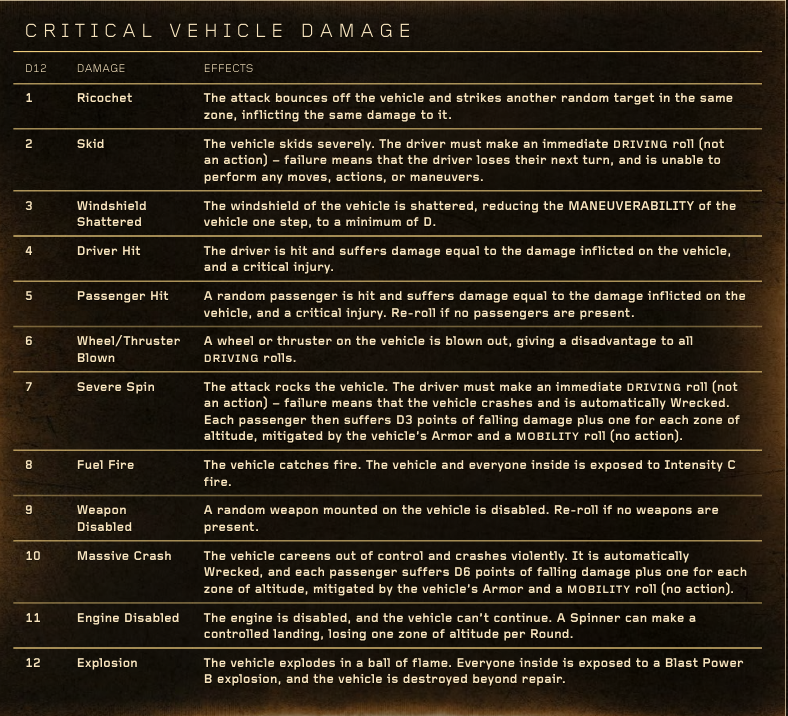 CRITICAL VEHICLE DAMAGE
D12 DAMAGE EFFECTS
1 Ricochet The attack bounces off the vehicle and strikes another random target in the same
zone, inflicting the same damage to it.
2 Skid The vehicle skids severely. The driver must make an immediate DRIVING roll (not
an action) – failure means that the driver loses their next turn, and is unable to
perform any moves, actions, or maneuvers.
3 Windshield The windshield of the vehicle is shattered, reducing the MANEUVERABILITY of the
Shattered vehicle one step, to a minimum of D.
4 Driver Hit The driver is hit and suffers damage equal to the damage inflicted on the vehicle,
and a critical injury.
5 Passenger Hit A random passenger is hit and suffers damage equal to the damage inflicted on the
vehicle, and a critical injury. Re-roll if no passengers are present.
6 Wheel/Thruster A wheel or thruster on the vehicle is blown out, giving a disadvantage to all
Blown DRIVING rolls.
7 Severe Spin The attack rocks the vehicle. The driver must make an immediate DRIVING roll (not
an action) – failure means that the vehicle crashes and is automatically Wrecked.
Each passenger then suffers D3 points of falling damage plus one for each zone of
altitude, mitigated by the vehicle's Armor and a MOBILITY roll (no action).
8 Fuel Fire The vehicle catches fire. The vehicle and everyone inside is exposed to Intensity C
fire.
9 Weapon A random weapon mounted on the vehicle is disabled. Re-roll if no weapons are
Disabled present.
10 Massive Crash The vehicle careens out of control and crashes violently. It is automatically
Wrecked, and each passenger suffers D6 points of falling damage plus one for each
zone of altitude, mitigated by the vehicle's Armor and a MOBILITY roll (no action).
11 Engine Disabled The engine is disabled, and the vehicle can't continue. A Spinner can make a
controlled landing, losing one zone of altitude per Round.
12 Explosion The vehicle explodes in a ball of flame. Everyone inside is exposed to a Blast Power
B explosion, and the vehicle is destroyed beyond repair.